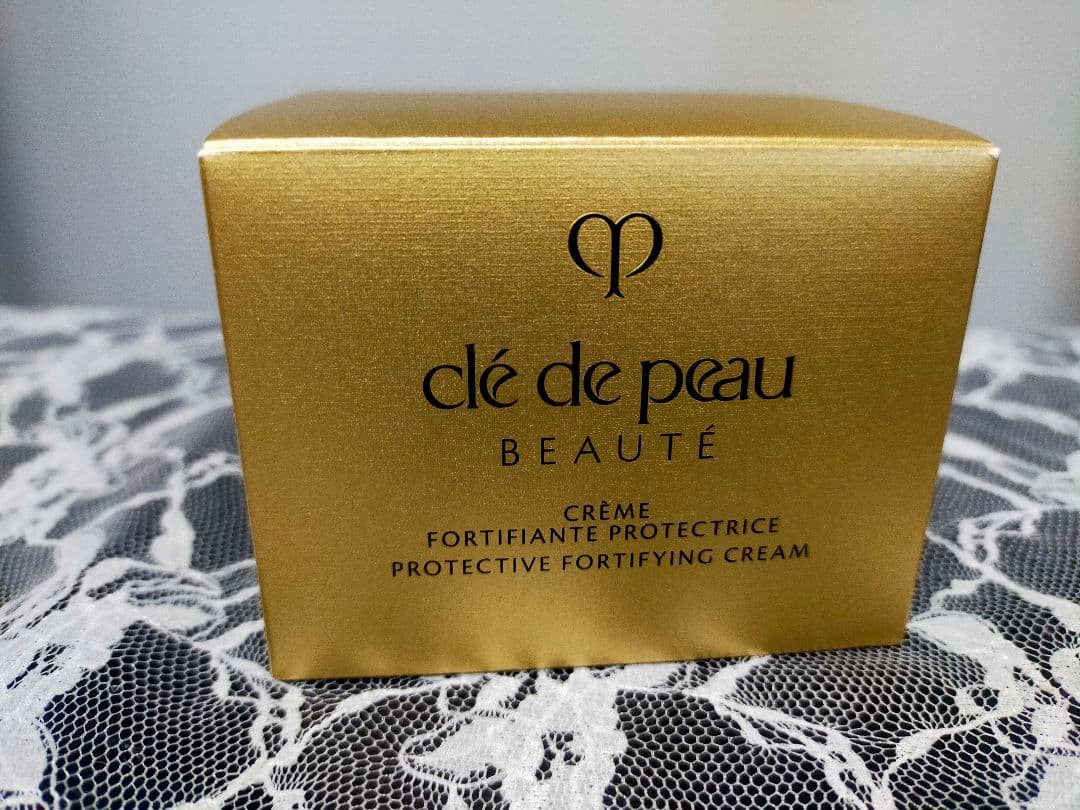 clé de peau
BEAUTÉ
CRÈME
FORTIFIANTE PROTECTRICE
PROTECTIVE FORTIFYING CREAM